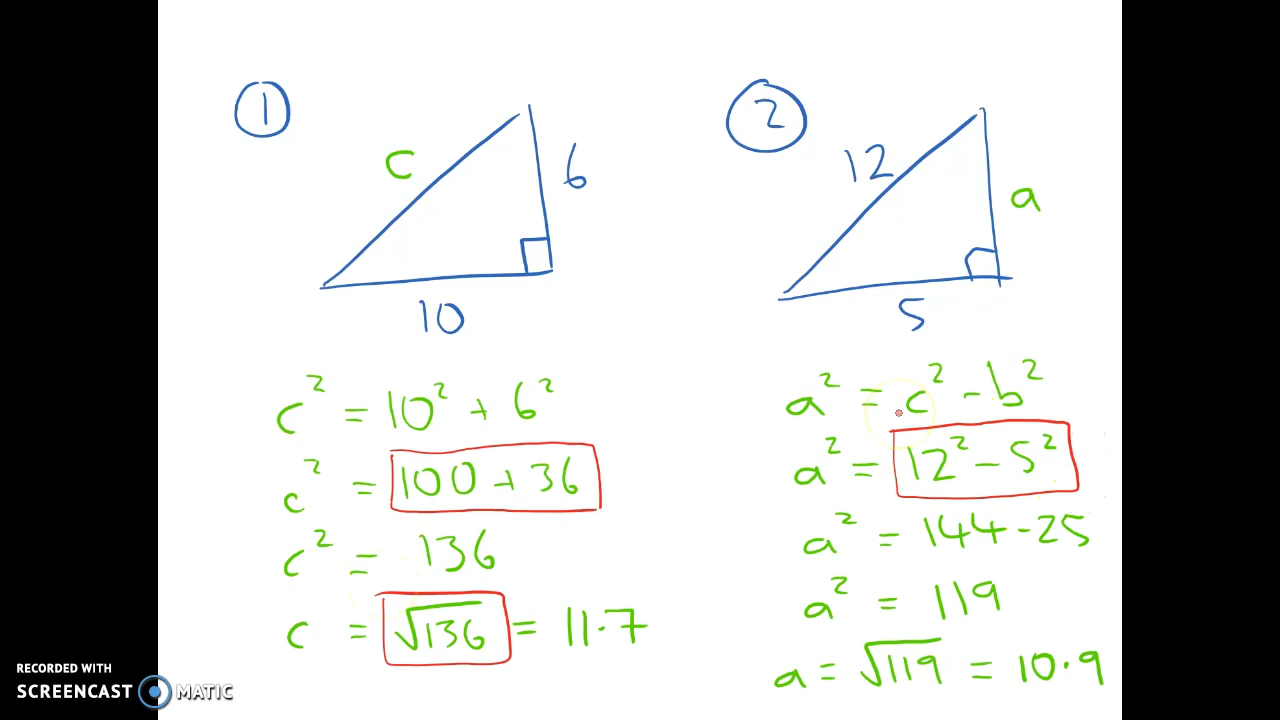 1
c
6
10
c² = 10² + 6²
c² = 100 + 36
c² = 136
c = √136 = 11·7
2
12
a
5
a² = c² - b²
a² = 12² - 5²
a² = 144 - 25
a² = 119
a = √119 = 10·9
RECORDED WITH
SCREENCAST MATIC